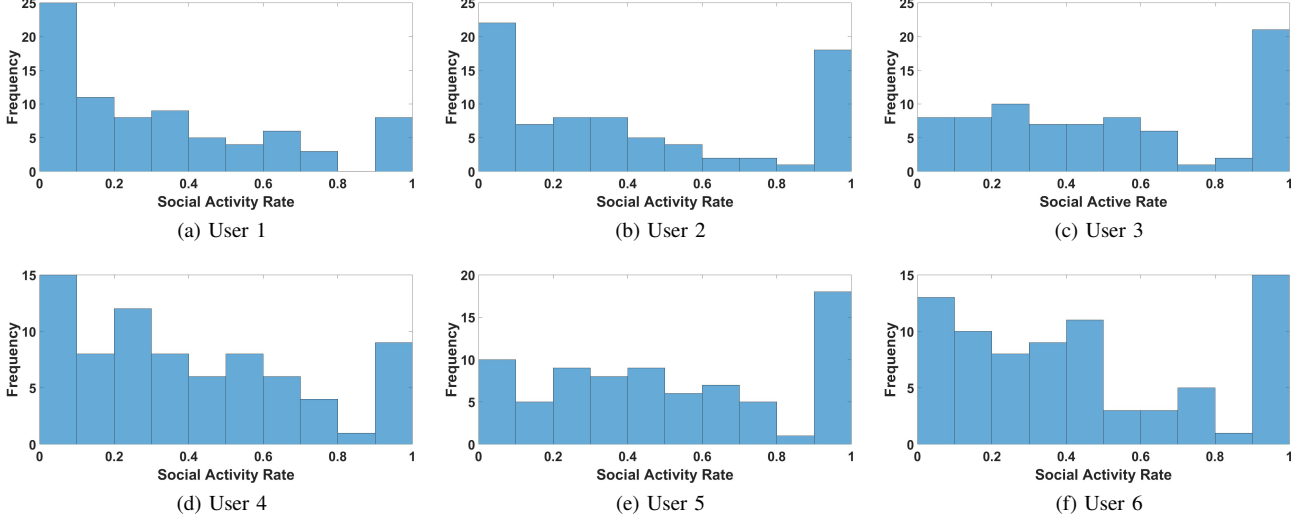 25
20
15
10
5
0
Frequency
0 0.2 0.4 0.6 0.8 1
Social Activity Rate
(a) User 1
25
20
15
10
5
0
Frequency
0 0.2 0.4 0.6 0.8 1
Social Activity Rate
(b) User 2
25
20
15
10
5
0
Frequency
0 0.2 0.4 0.6 0.8 1
Social Active Rate
(c) User 3
15
10
5
0
Frequency
0 0.2 0.4 0.6 0.8 1
Social Activity Rate
(d) User 4
20
15
10
5
0
Frequency
0 0.2 0.4 0.6 0.8 1
Social Activity Rate
(e) User 5
15
10
5
0
Frequency
0 0.2 0.4 0.6 0.8 1
Social Activity Rate
(f) User 6